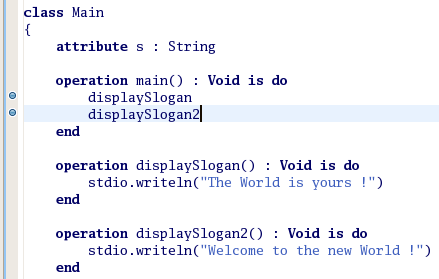 class Main
{
attribute s : String
operation main() : Void is do
displaySlogan
displaySlogan2
end
operation displaySlogan() : Void is do
stdio.writeln("The World is yours !")
end
operation displaySlogan2() : Void is do
stdio.writeln("Welcome to the new World !")
end